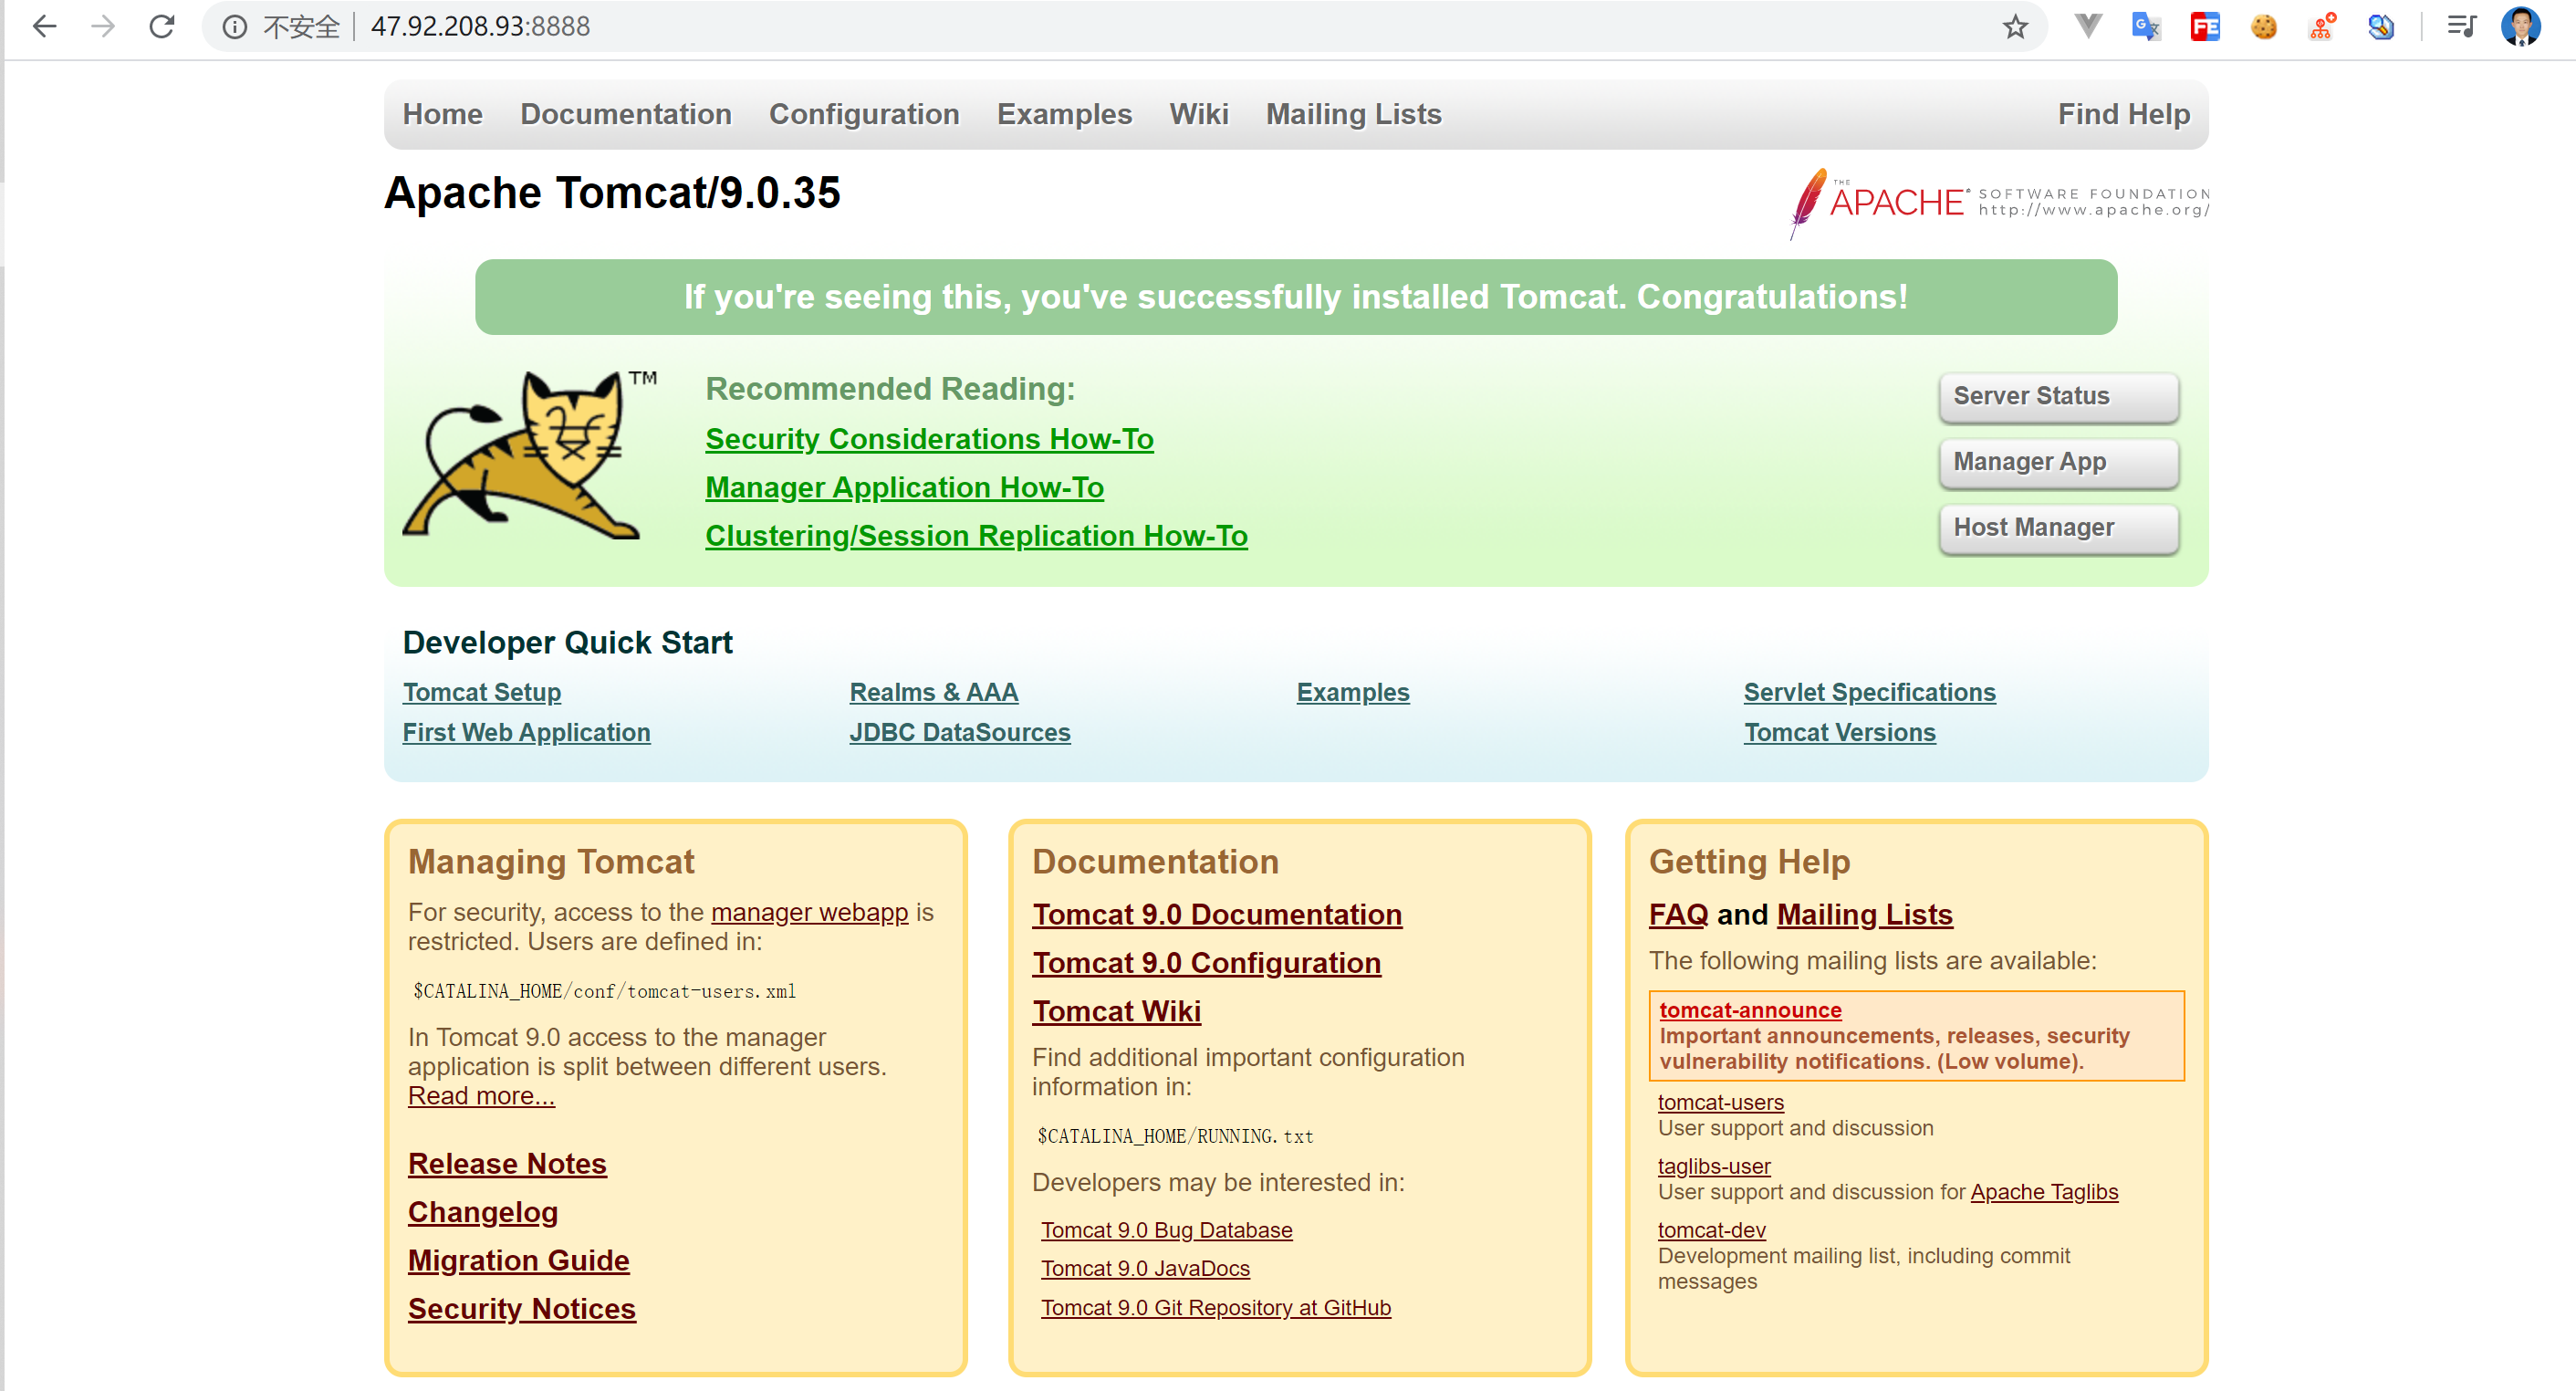 不安全 47.92.208.93:8888
Home Documentation Configuration Examples Wiki Mailing Lists Find Help
Apache Tomcat/9.0.35
THE APACHE® SOFTWARE FOUNDATION
http://www.apache.org/
If you're seeing this, you've successfully installed Tomcat. Congratulations!
TM
Recommended Reading:
Security Considerations How-To
Manager Application How-To
Clustering/Session Replication How-To
Server Status
Manager App
Host Manager
Developer Quick Start
Tomcat Setup
First Web Application
Realms & AAA
JDBC DataSources
Examples
Servlet Specifications
Tomcat Versions
Managing Tomcat
For security, access to the manager webapp is
restricted. Users are defined in:
$CATALINA_HOME/conf/tomcat-users.xml
In Tomcat 9.0 access to the manager
application is split between different users.
Read more...
Release Notes
Changelog
Migration Guide
Security Notices
Documentation
Tomcat 9.0 Documentation
Tomcat 9.0 Configuration
Tomcat Wiki
Find additional important configuration
information in:
$CATALINA_HOME/RUNNING.txt
Developers may be interested in:
Tomcat 9.0 Bug Database
Tomcat 9.0 JavaDocs
Tomcat 9.0 Git Repository at GitHub
Getting Help
FAQ and Mailing Lists
The following mailing lists are available:
tomcat-announce
Important announcements, releases, security
vulnerability notifications. (Low volume).
tomcat-users
User support and discussion
taglibs-user
User support and discussion for Apache Taglibs
tomcat-dev
Development mailing list, including commit
messages